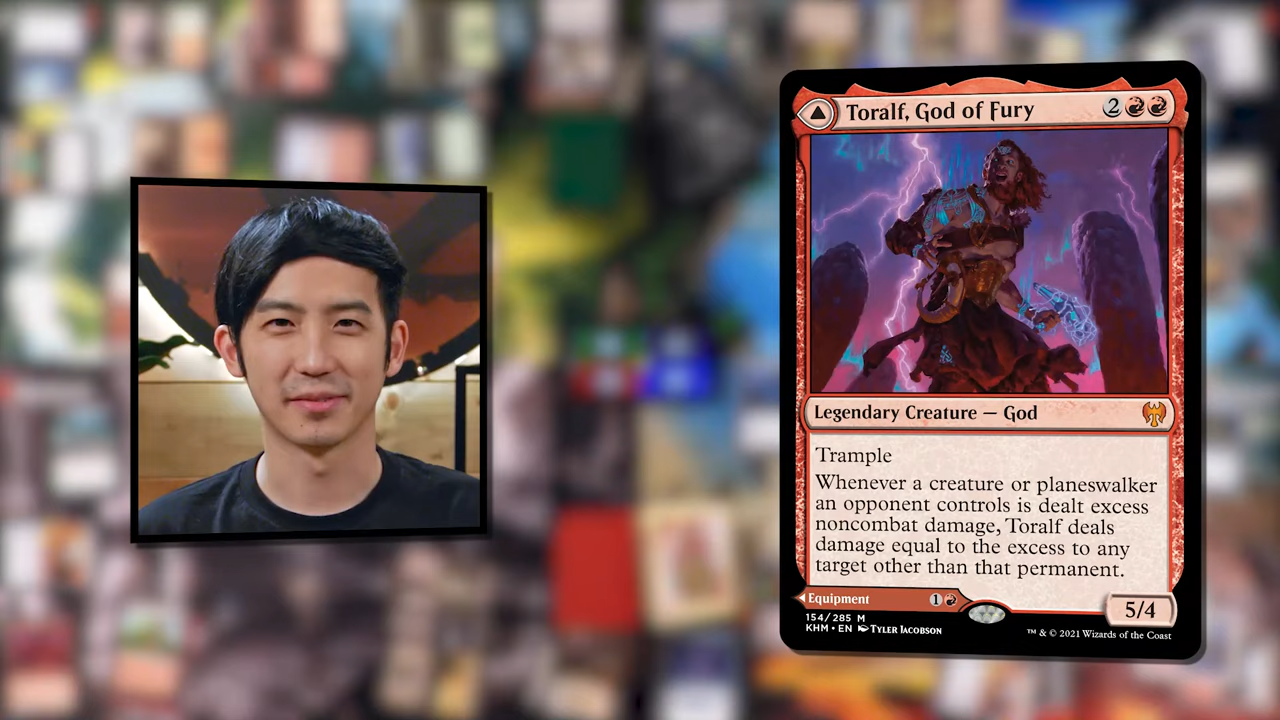 Toralf, God of Fury 2
Legendary Creature — God
Trample
Whenever a creature or planeswalker
an opponent controls is dealt excess
noncombat damage, Toralf deals
damage equal to the excess to any
target other than that permanent.
Equipment 1
5/4
154/285 M
KHM • EN Tyler Jacobson
™ & © 2021 Wizards of the Coast